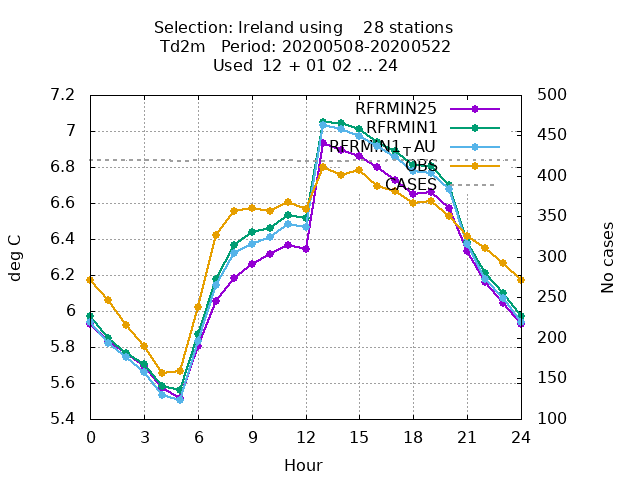 Selection: Ireland using    28 stations
Td2m   Period: 20200508-20200522
Used  12 + 01 02 ... 24
RFRMIN25
RFRMIN1
RFRMIN1TAU
OBS
CASES
7.2
7
6.8
6.6
6.4
6.2
6
5.8
5.6
5.4
500
450
400
350
300
250
200
150
100
deg C
No cases
0 3 6 9 12 15 18 21 24
Hour